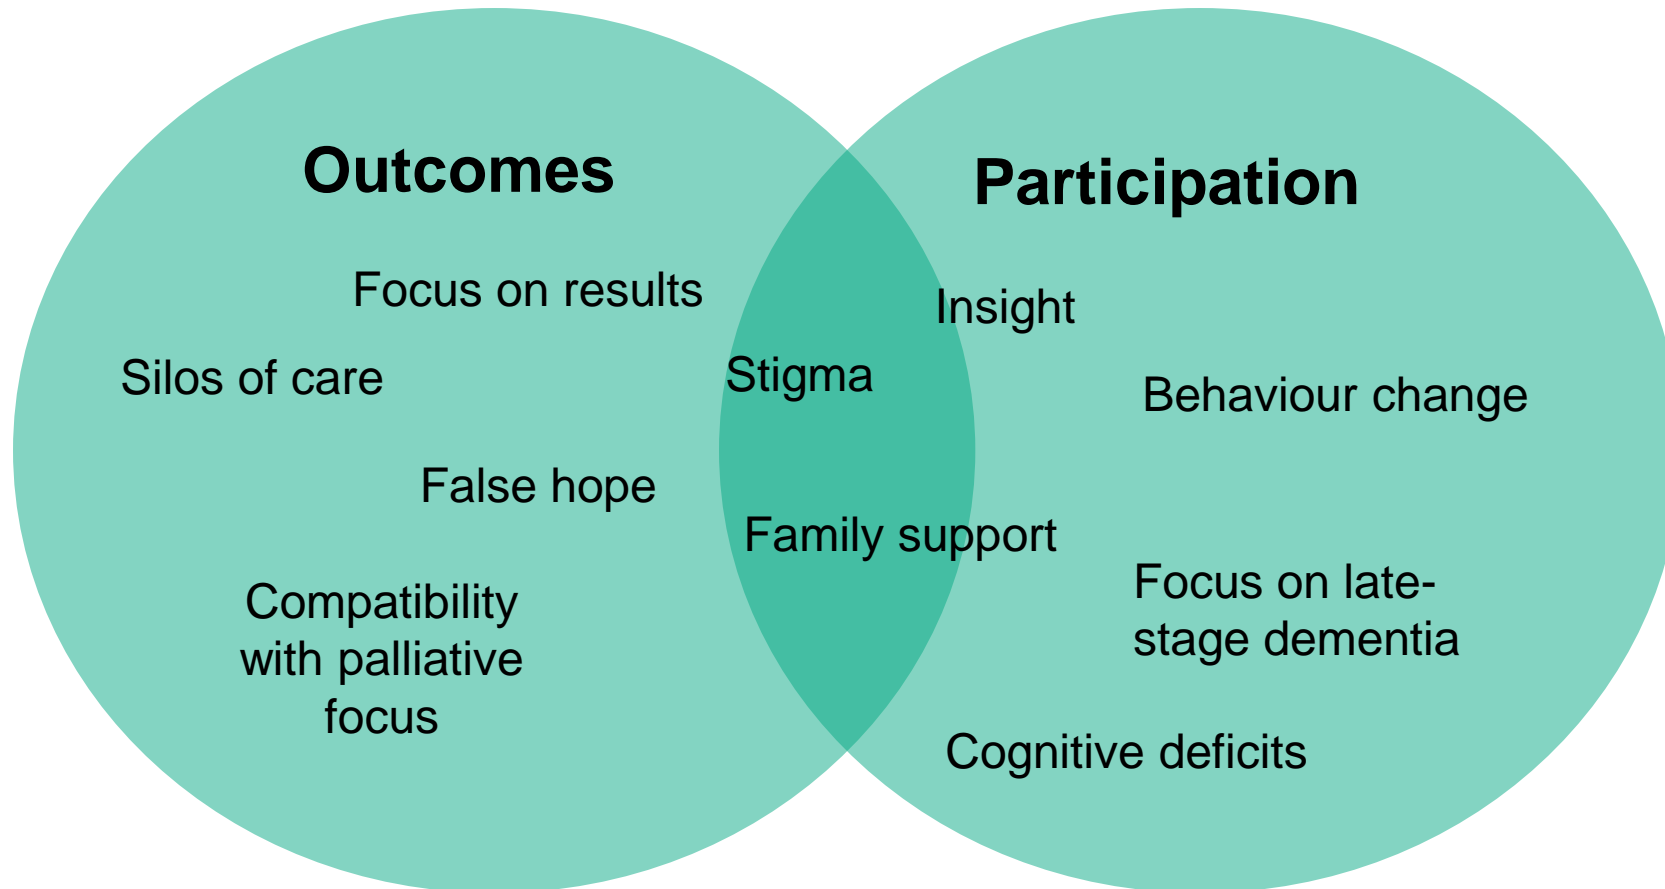 Outcomes
Focus on results
Silos of care
False hope
Compatibility
with palliative
focus
Stigma
Family support
Participation
Insight
Behaviour change
Focus on late-
stage dementia
Cognitive deficits